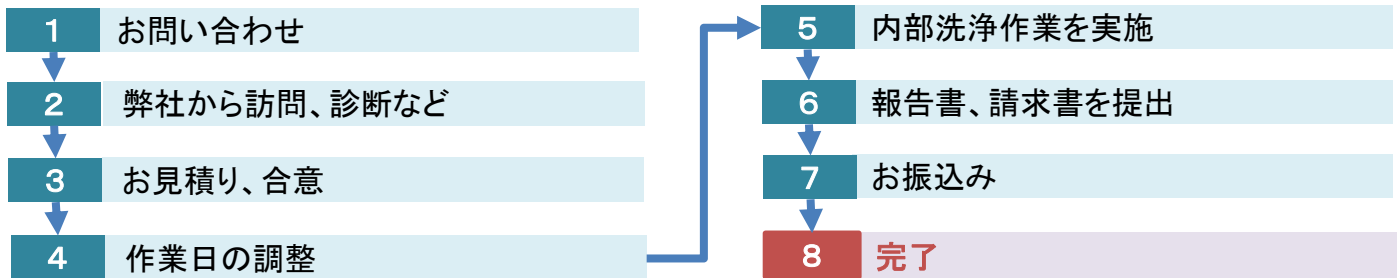 1 お問い合わせ
2 弊社から訪問、診断など
3 お見積り、合意
4 作業日の調整
5 内部洗浄作業を実施
6 報告書、請求書を提出
7 お振込み
8 完了